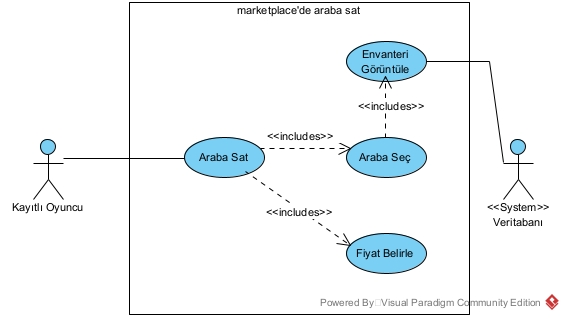 marketplace'de araba sat
Envanteri
Görüntüle
<<includes>>
<<includes>>
Araba Sat
Araba Seç
Kayıtlı Oyuncu
<<includes>>
<<System>>
Veritabanı
Fiyat Belirle
Powered By Visual Paradigm Community Edition